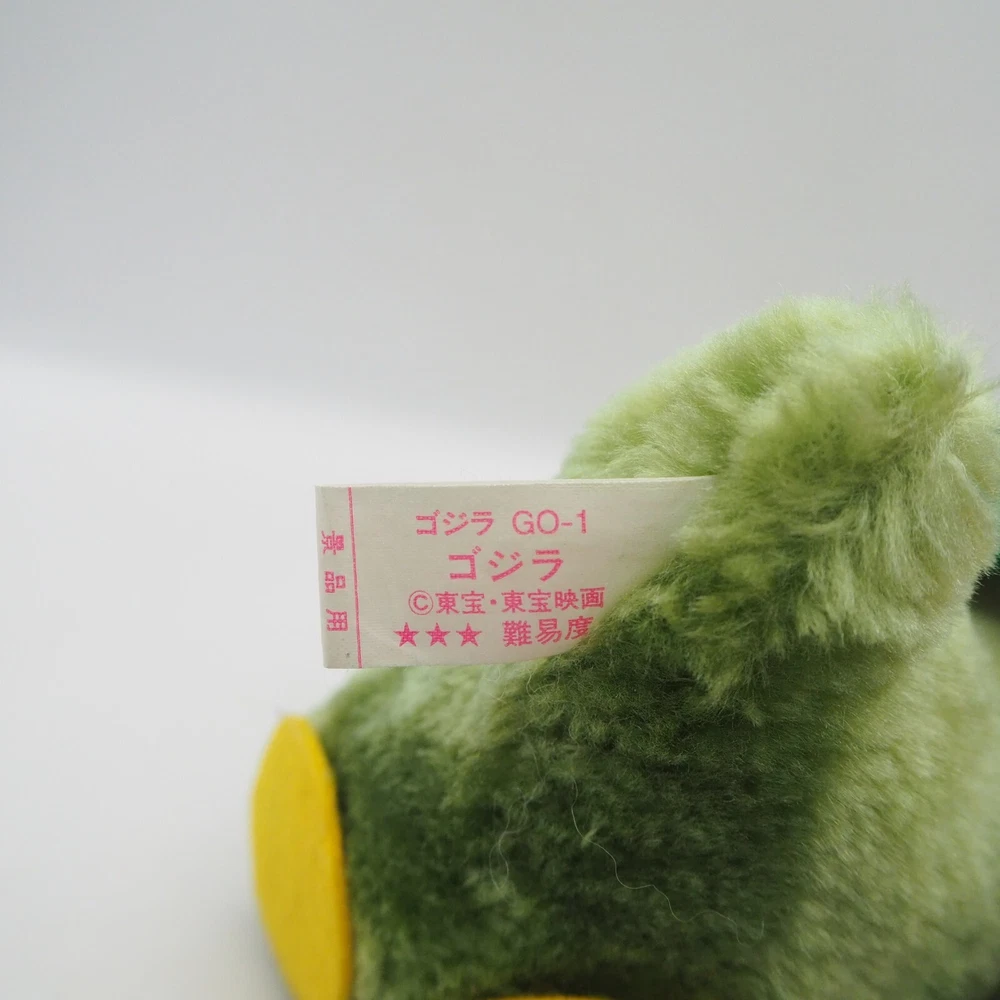 ゴジラ GO-1
ゴジラ
©東宝・東宝映画
★★★ 難易度
景品用